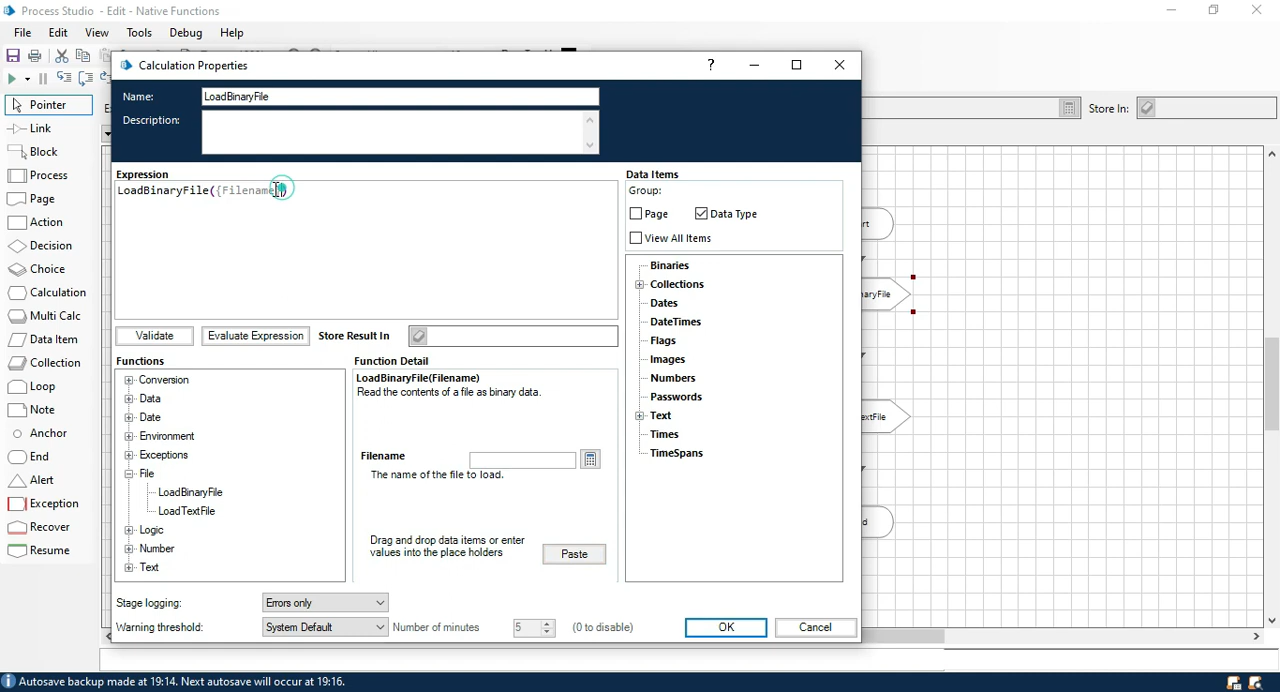 Process Studio - Edit - Native Functions
File Edit View Tools Debug Help
Calculation Properties
?
Name: LoadBinaryFile
Description:
Expression
LoadBinaryFile({Filename})
Validate
Evaluate Expression
Store Result In
Functions
Conversion
Data
Date
Environment
Exceptions
File
LoadBinaryFile
LoadTextFile
Logic
Number
Text
Function Detail
LoadBinaryFile(Filename)
Read the contents of a file as binary data.
Filename
The name of the file to load.
Drag and drop data items or enter
values into the place holders
Paste
Data Items
Group:
Page
Data Type
View All Items
Binaries
Collections
Dates
DateTimes
Flags
Images
Numbers
Passwords
Text
Times
TimeSpans
Stage logging: Errors only
Warning threshold: System Default Number of minutes 5 (0 to disable)
OK
Cancel
Pointer
Link
Block
Process
Page
Action
Decision
Choice
Calculation
Multi Calc
Data Item
Collection
Loop
Note
Anchor
End
Alert
Exception
Recover
Resume
Store In:
rt
aryFile
extFile
d
Autosave backup made at 19:14. Next autosave will occur at 19:16.